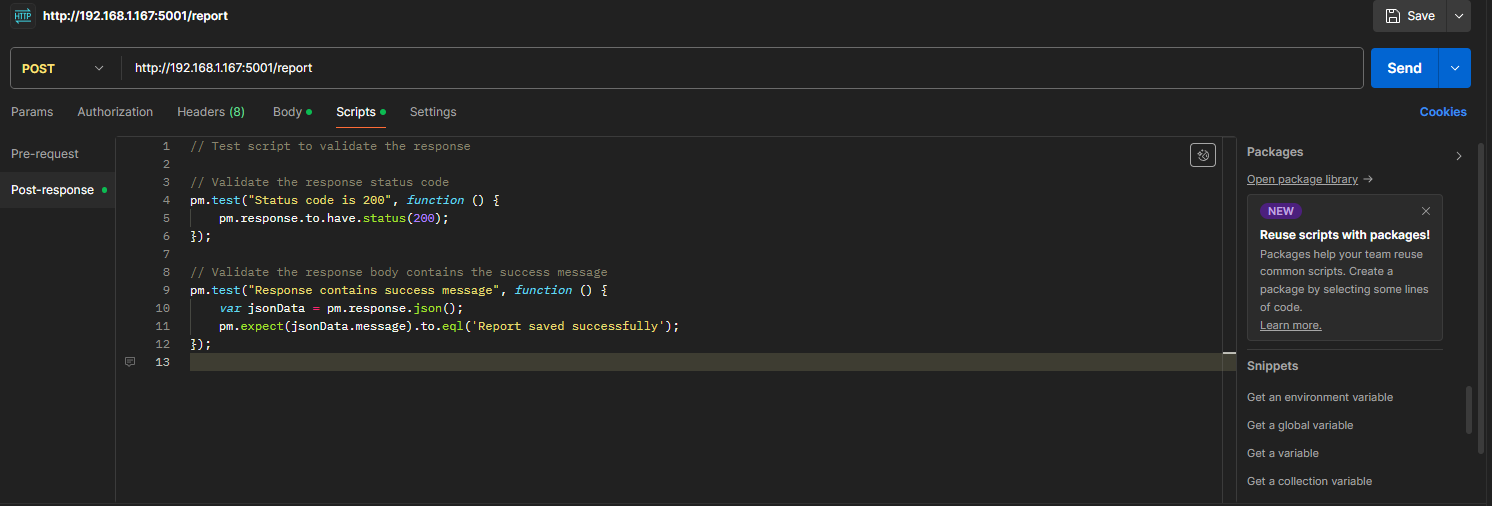 HTTP http://192.168.1.167:5001/report
Save
POST http://192.168.1.167:5001/report
Send
Params Authorization Headers (8) Body Scripts Settings
Cookies
Pre-request
Post-response
1 // Test script to validate the response
2
3 // Validate the response status code
4 pm.test("Status code is 200", function () {
5     pm.response.to.have.status(200);
6 });
7
8 // Validate the response body contains the success message
9 pm.test("Response contains success message", function () {
10     var jsonData = pm.response.json();
11     pm.expect(jsonData.message).to.eql('Report saved successfully');
12 });
13
Packages
Open package library →
NEW
Reuse scripts with packages!
Packages help your team reuse
common scripts. Create a
package by selecting some lines
of code.
Learn more.
Snippets
Get an environment variable
Get a global variable
Get a variable
Get a collection variable